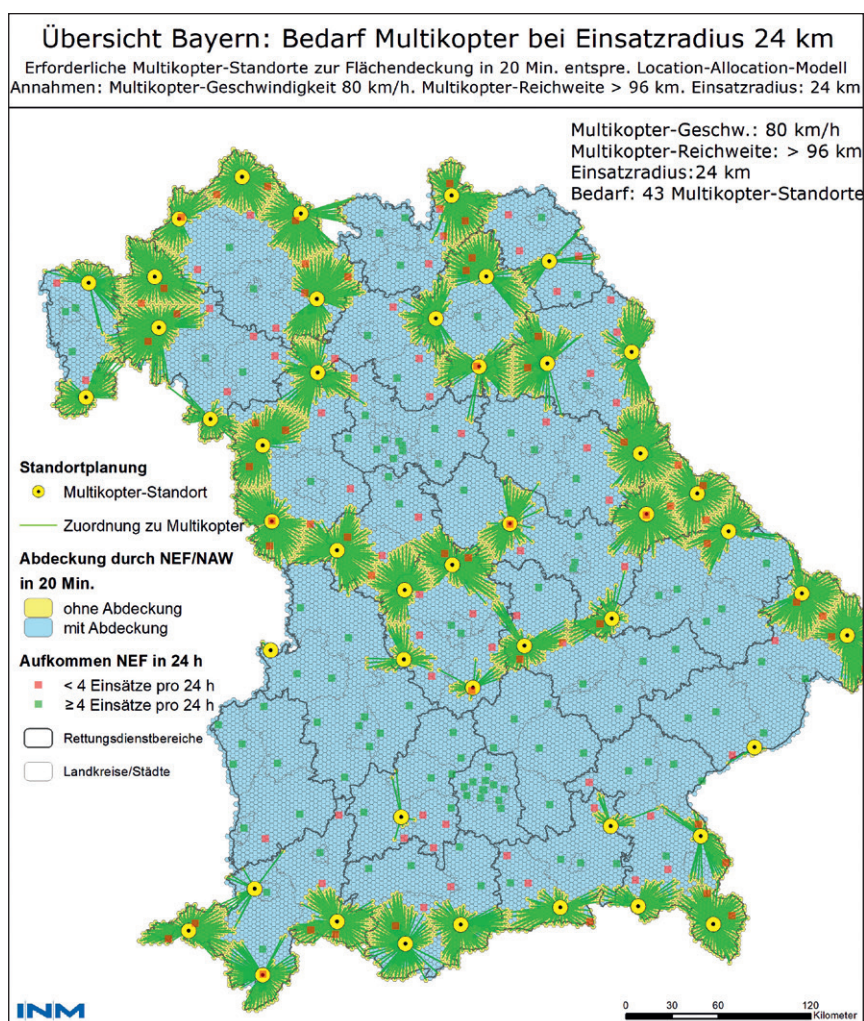 Übersicht Bayern: Bedarf Multikopter bei Einsatzradius 24 km
Erforderliche Multikopter-Standorte zur Flächendeckung in 20 Min. entspre. Location-Allocation-Modell
Annahmen: Multikopter-Geschwindigkeit 80 km/h. Multikopter-Reichweite > 96 km. Einsatzradius: 24 km
Multikopter-Geschw.: 80 km/h
Multikopter-Reichweite: > 96 km
Einsatzradius:24 km
Bedarf: 43 Multikopter-Standorte
Standortplanung
Multikopter-Standort
Zuordnung zu Multikopter
Abdeckung durch NEF/NAW
in 20 Min.
ohne Abdeckung
mit Abdeckung
Aufkommen NEF in 24 h
< 4 Einsätze pro 24 h
≥ 4 Einsätze pro 24 h
Rettungsdienstbereiche
Landkreise/Städte
INM
0 30 60 120
Kilometer